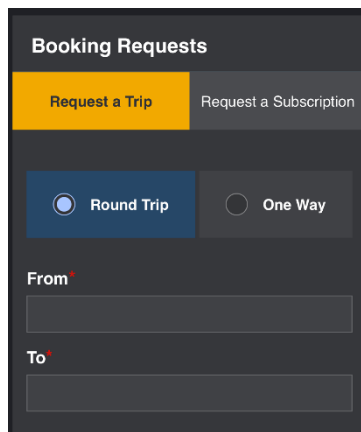 Booking Requests
Request a Trip Request a Subscription
Round Trip One Way
From*
To*